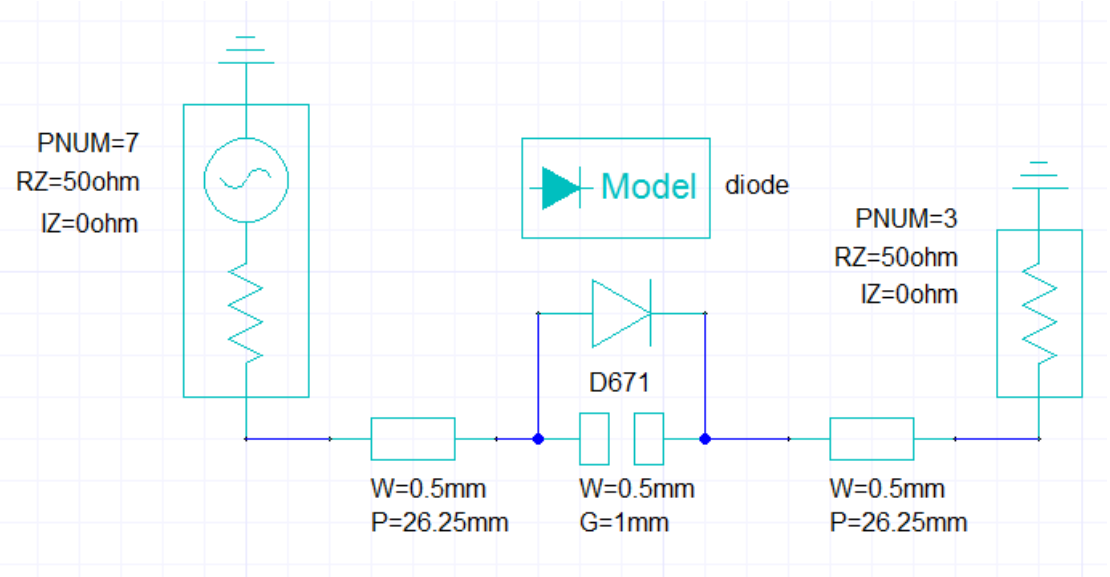 PNUM=7
RZ=50ohm
IZ=0ohm
Model
diode
PNUM=3
RZ=50ohm
IZ=0ohm
D671
W=0.5mm
P=26.25mm
W=0.5mm
G=1mm
W=0.5mm
P=26.25mm